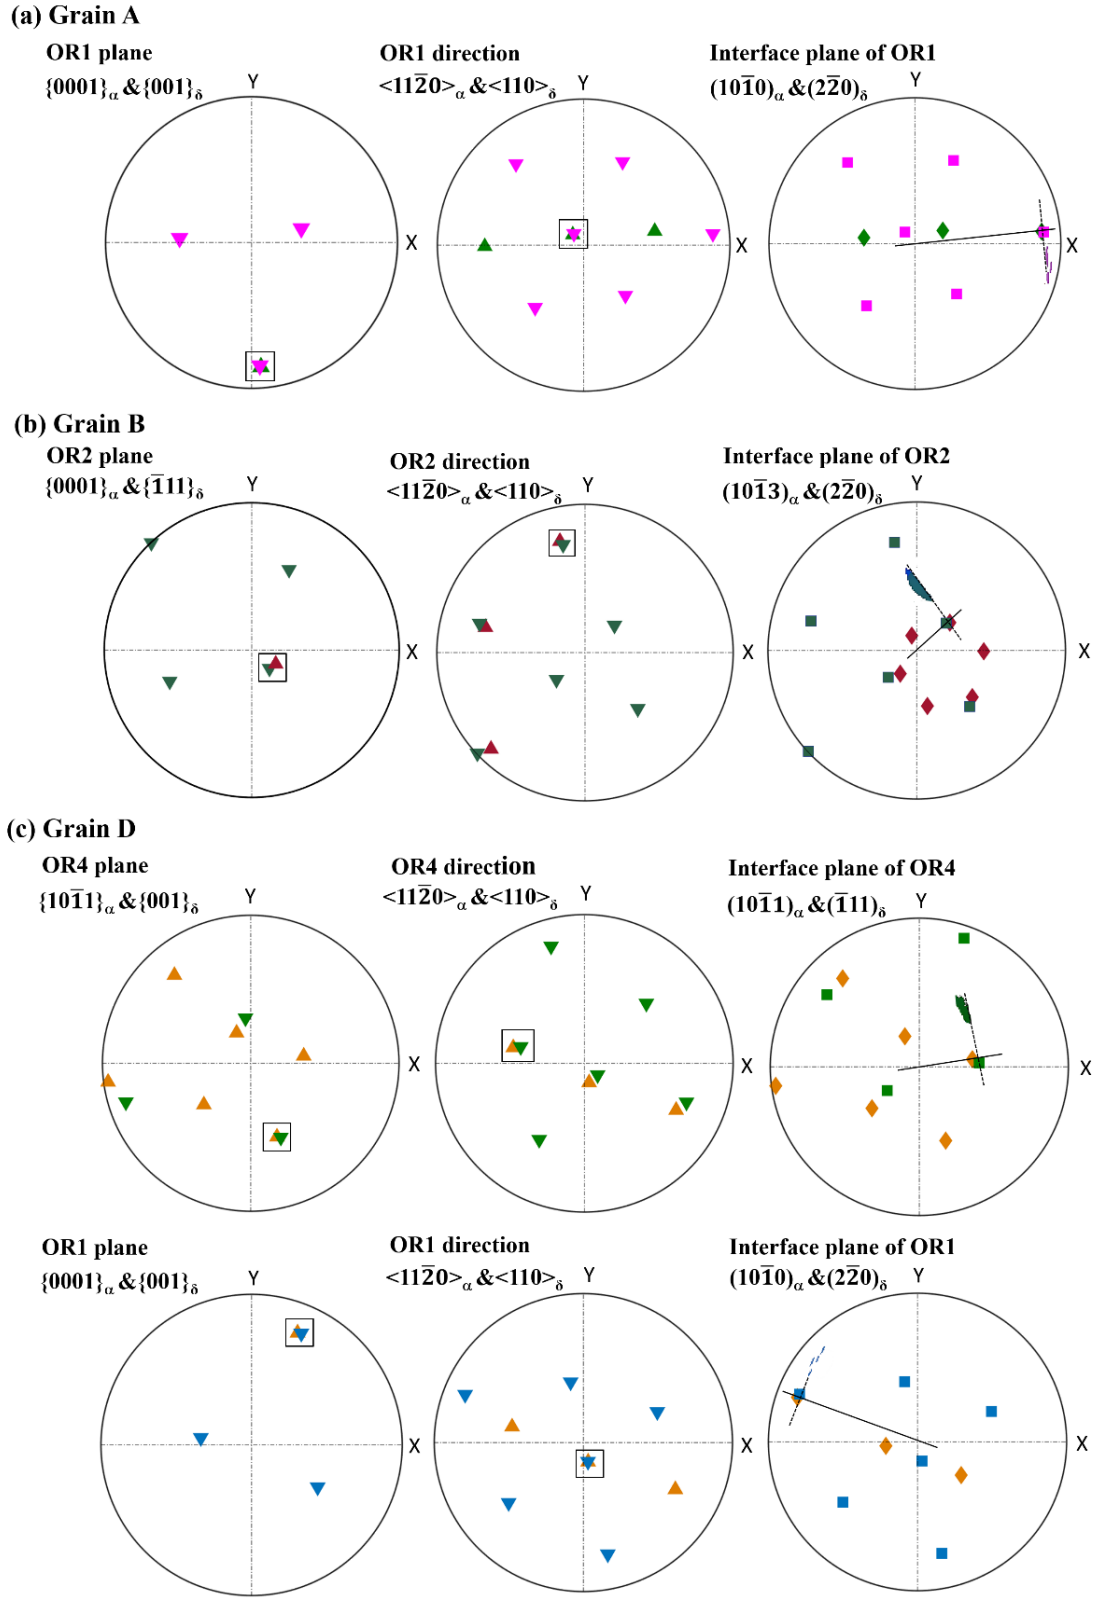 (a) Grain A
OR1 plane
{0001}α &{001}δ
Y
X
OR1 direction
<112̅0>α &<110>δ
Y
X
Interface plane of OR1
(101̅0)α &(22̅0)δ
Y
X
(b) Grain B
OR2 plane
{0001}α &{1̅11}δ
Y
X
OR2 direction
<112̅0>α &<110>δ
Y
X
Interface plane of OR2
(101̅3)α &(22̅0)δ
Y
X
(c) Grain D
OR4 plane
{101̅1}α &{001}δ
Y
X
OR4 direction
<112̅0>α &<110>δ
Y
X
Interface plane of OR4
(101̅1)α &(1̅11)δ
Y
X
OR1 plane
{0001}α &{001}δ
Y
X
OR1 direction
<112̅0>α &<110>δ
Y
X
Interface plane of OR1
(101̅0)α &(22̅0)δ
Y
X